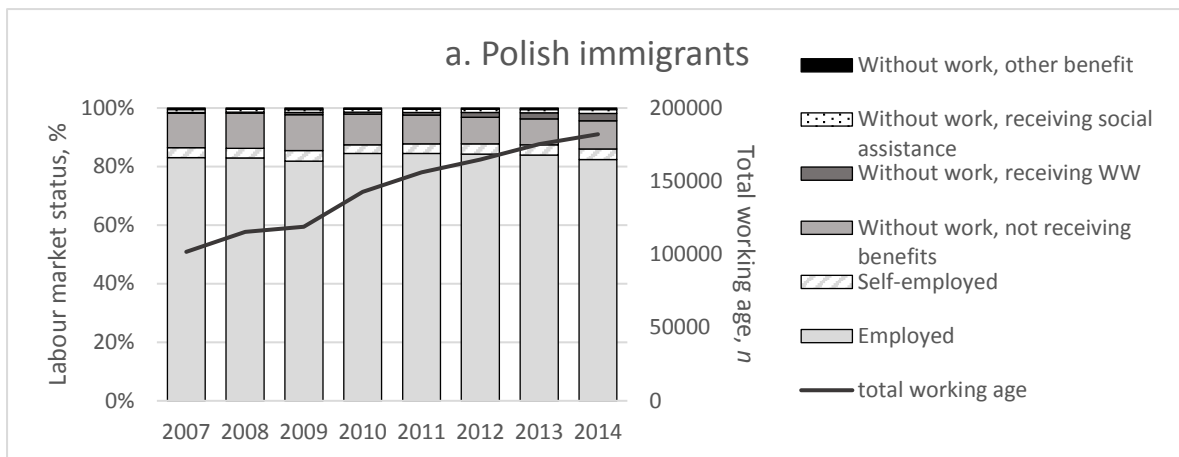 a. Polish immigrants
Labour market status, %
100%
80%
60%
40%
20%
0%
2007 2008 2009 2010 2011 2012 2013 2014
200000
150000
100000
50000
0
Total working age, n
Without work, other benefit
Without work, receiving social
assistance
Without work, receiving WW
Without work, not receiving
benefits
Self-employed
Employed
total working age